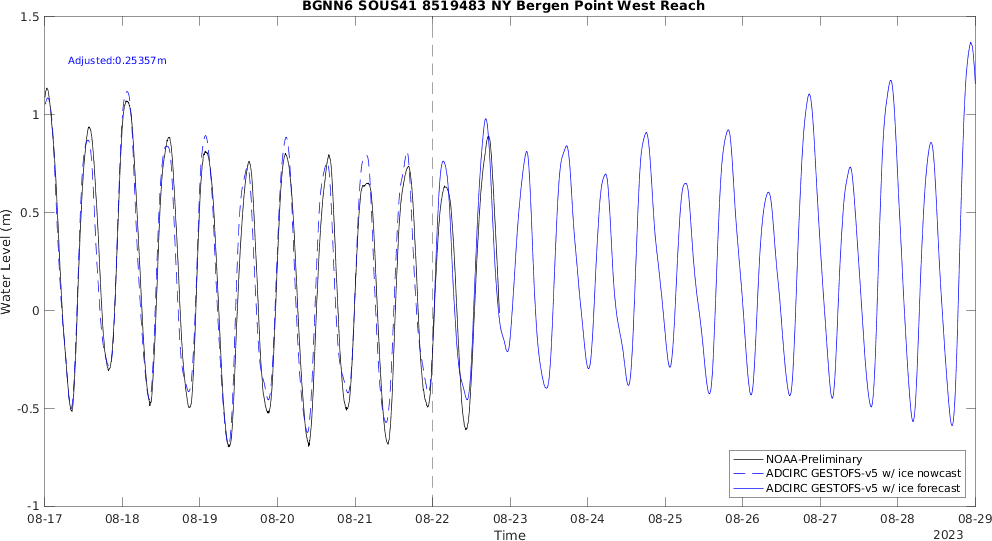 BGNN6 SOUS41 8519483 NY Bergen Point West Reach
Adjusted:0.25357m
Water Level (m)
1.5
1
0.5
0
-0.5
-1
NOAA-Preliminary
ADCIRC GESTOFS-v5 w/ ice nowcast
ADCIRC GESTOFS-v5 w/ ice forecast
08-17 08-18 08-19 08-20 08-21 08-22 08-23 08-24 08-25 08-26 08-27 08-28 08-29
Time
2023